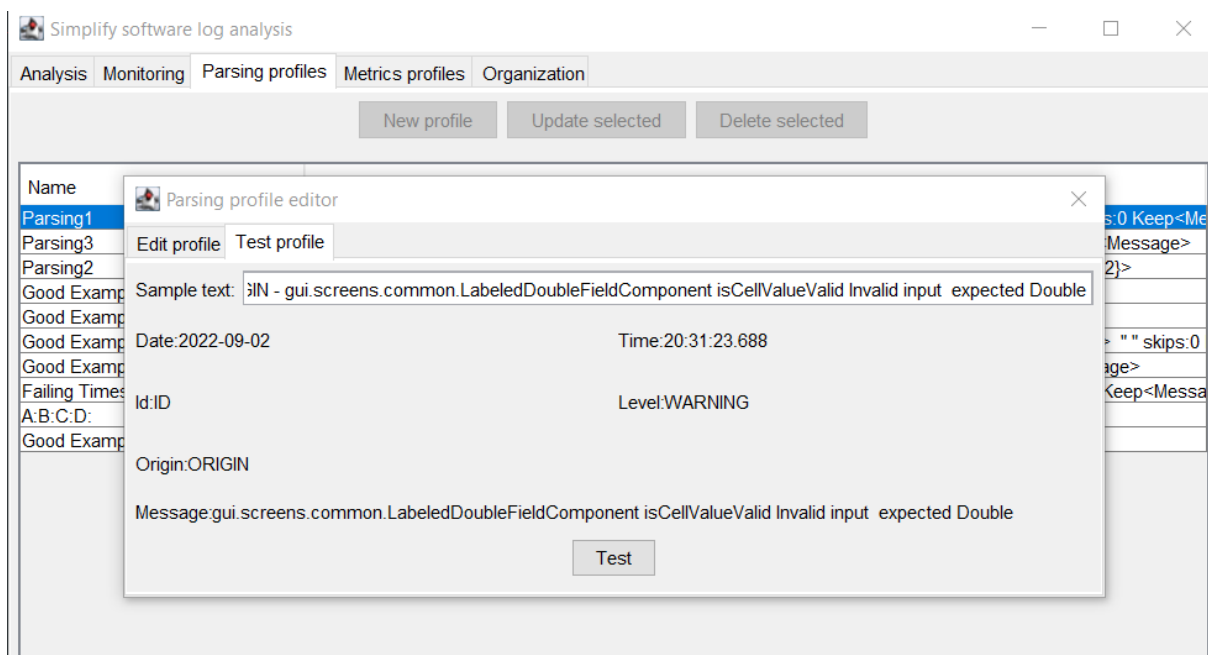 Simplify software log analysis
Analysis Monitoring Parsing profiles Metrics profiles Organization
New profile Update selected Delete selected
Name
Parsing profile editor
Parsing1 s:0 Keep<Me
Parsing3 Edit profile Test profile Message>
Parsing2 2}>
Sample text: GIN - gui.screens.common.LabeledDoubleFieldComponent isCellValueValid Invalid input  expected Double
Good Examp
Good Examp
Date:2022-09-02 Time:20:31:23.688
Good Examp > " " skips:0
Good Examp age>
Failing Times Keep<Messa
Id:ID Level:WARNING
A:B:C:D:
Good Examp
Origin:ORIGIN
Message:gui.screens.common.LabeledDoubleFieldComponent isCellValueValid Invalid input  expected Double
Test